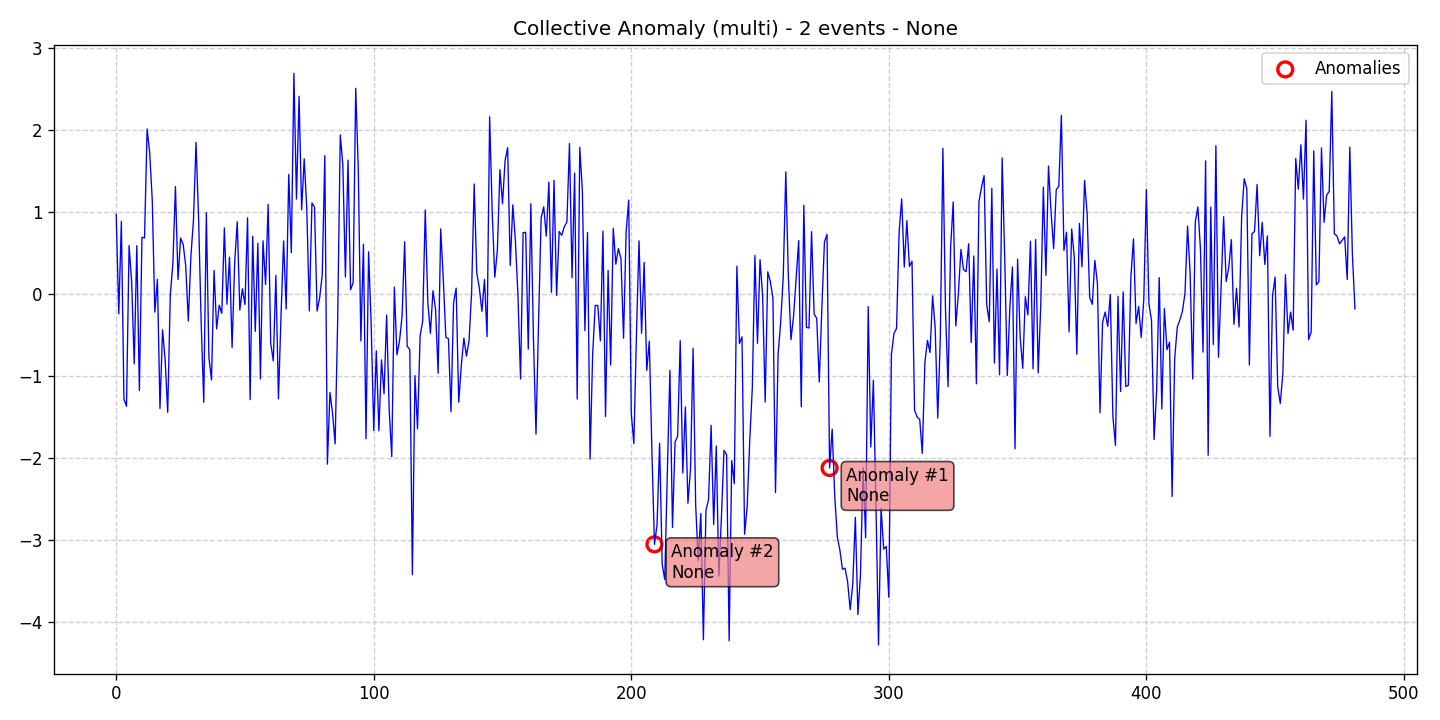 Collective Anomaly (multi) - 2 events - None
Anomalies
3
2
1
0
−1
−2
−3
−4
Anomaly #1
None
Anomaly #2
None
0
100
200
300
400
500